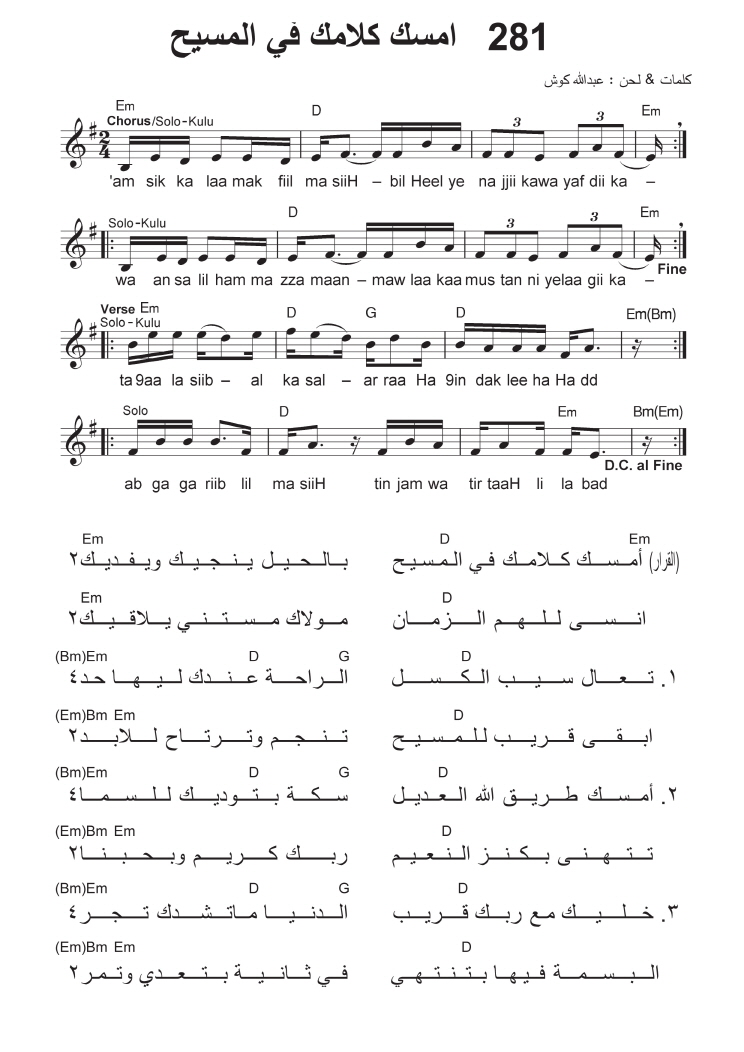 281 امسك كلامك في المسيح
كلمات & لحن : عبدالله كوش
Em D Em
Chorus/Solo-Kulu 3 3
2/4
'am sik ka laa mak fiil ma siiH – bil Heel ye na jjii kawa yaf dii ka –
Solo-Kulu D Em
3 3
wa an sa lil ham ma zza maan– maw laa kaa mus tan ni yelaa gii ka –
Fine
Verse Em D G D Em(Bm)
Solo-Kulu
ta 9aa la siib – al ka sal – ar raa Ha 9in dak lee ha Ha dd
Solo D Em Bm(Em)
D.C. al Fine
ab ga ga riib lil ma siiH tin jam wa tir taaH li la bad
Em D Em
(القرار) أمسك كلامك في المسيح بالحيل ينجيك ويفديك٢
Em D
انسى للهم الزمان مولاك مستني يلاقيك٢
(Bm)Em D G D
١. تعال سيب الكسل الراحة عندك ليها حد٤
(Em)Bm Em D
ابقى قريب للمسيح تنجم وترتاح للابد٢
(Bm)Em D G D
٢. أمسك طريق الله العديل سكة بتوديك للسما٤
(Em)Bm Em D
تتهنى بكنز النعيم ربك كريم وبحبنا٢
(Bm)Em D G D
٣. خليك مع ربك قريب الدنيا ماتشدك تجر٤
(Em)Bm Em D
البسمة فيها بتنتهي في ثانية بتعدي وتمر٢